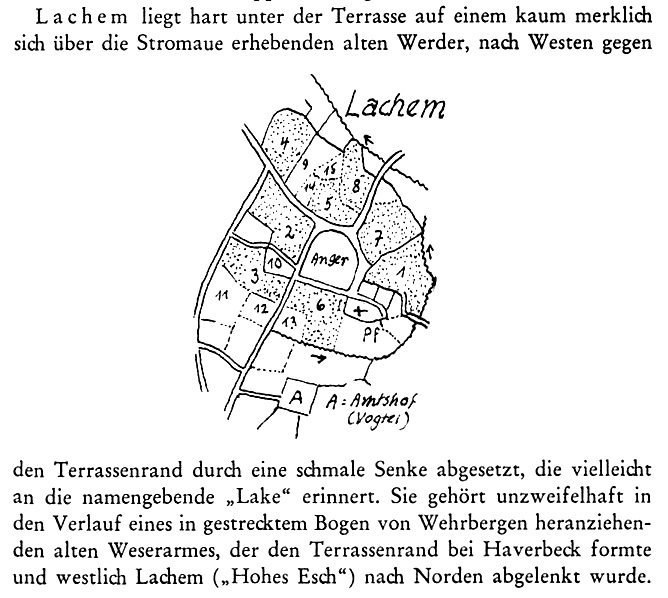 Lachem liegt hart unter der Terrasse auf einem kaum merklich
sich über die Stromaue erhebenden alten Werder, nach Westen gegen
Lachem
4
9
15
14
8
5
2
7
Anger
10
1
3
11
12
6
13
+
Pf
A
A = Amtshof
(Vogtei)
den Terrassenrand durch eine schmale Senke abgesetzt, die vielleicht
an die namengebende „Lake“ erinnert. Sie gehört unzweifelhaft in
den Verlauf eines in gestrecktem Bogen von Wehrbergen heranziehen-
den alten Weserarmes, der den Terrassenrand bei Haverbeck formte
und westlich Lachem („Hohes Esch“) nach Norden abgelenkt wurde.